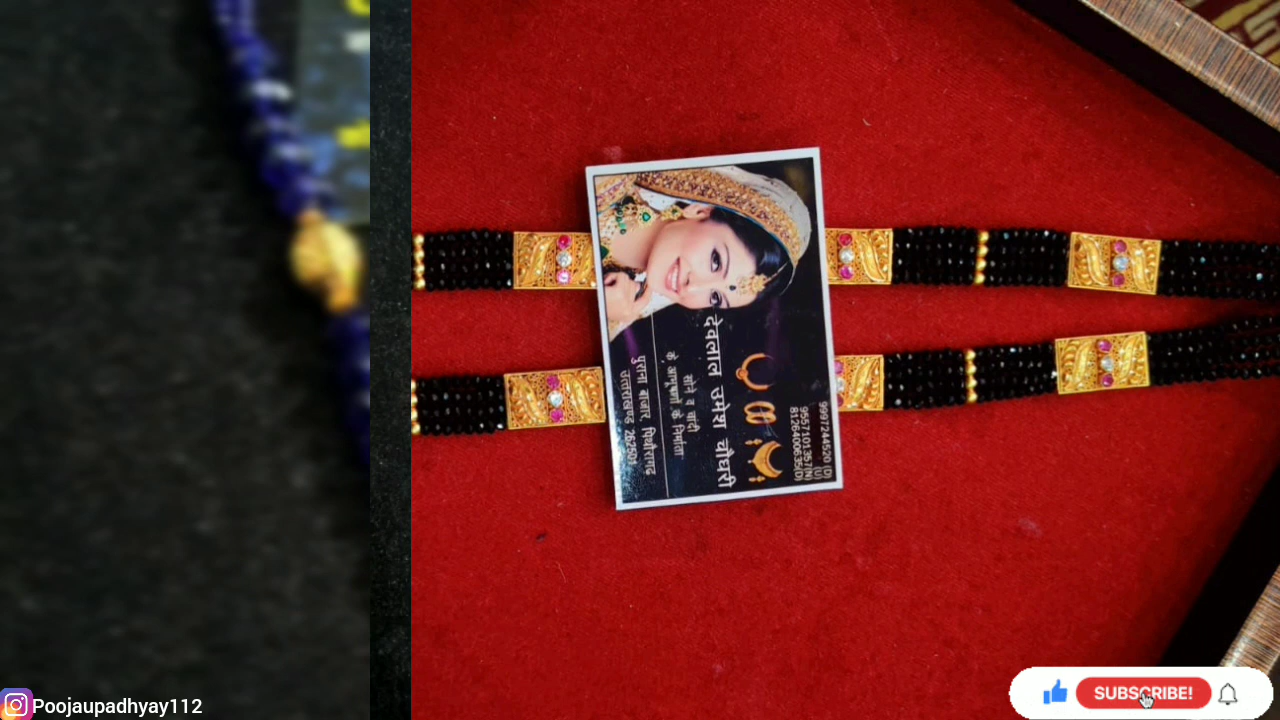 9997244520 (D)
(U)
9557101357(N)
8126400635(D)
देवलाल उमेश चौधरी
सोने व चांदी
के आभूषणों के निर्माता
पुराना बाजार, पिथौरागढ़
उत्तराखण्ड 262501
Poojaupadhyay112
SUBSCRIBE!